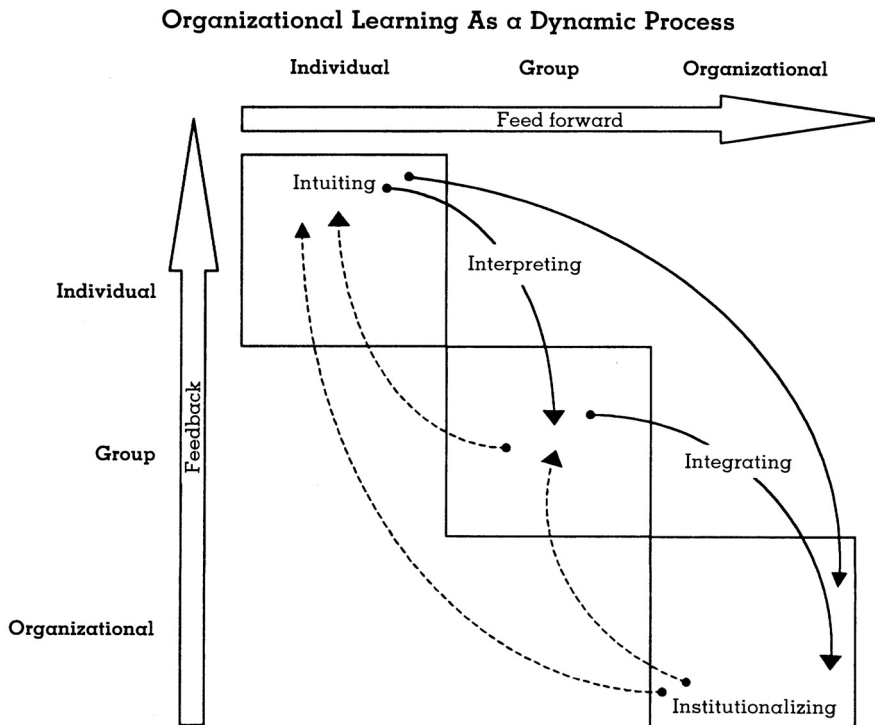 Organizational Learning As a Dynamic Process
Individual Group Organizational
Feed forward
Intuiting
Interpreting
Individual
Feedback
Group
Integrating
Organizational
Institutionalizing